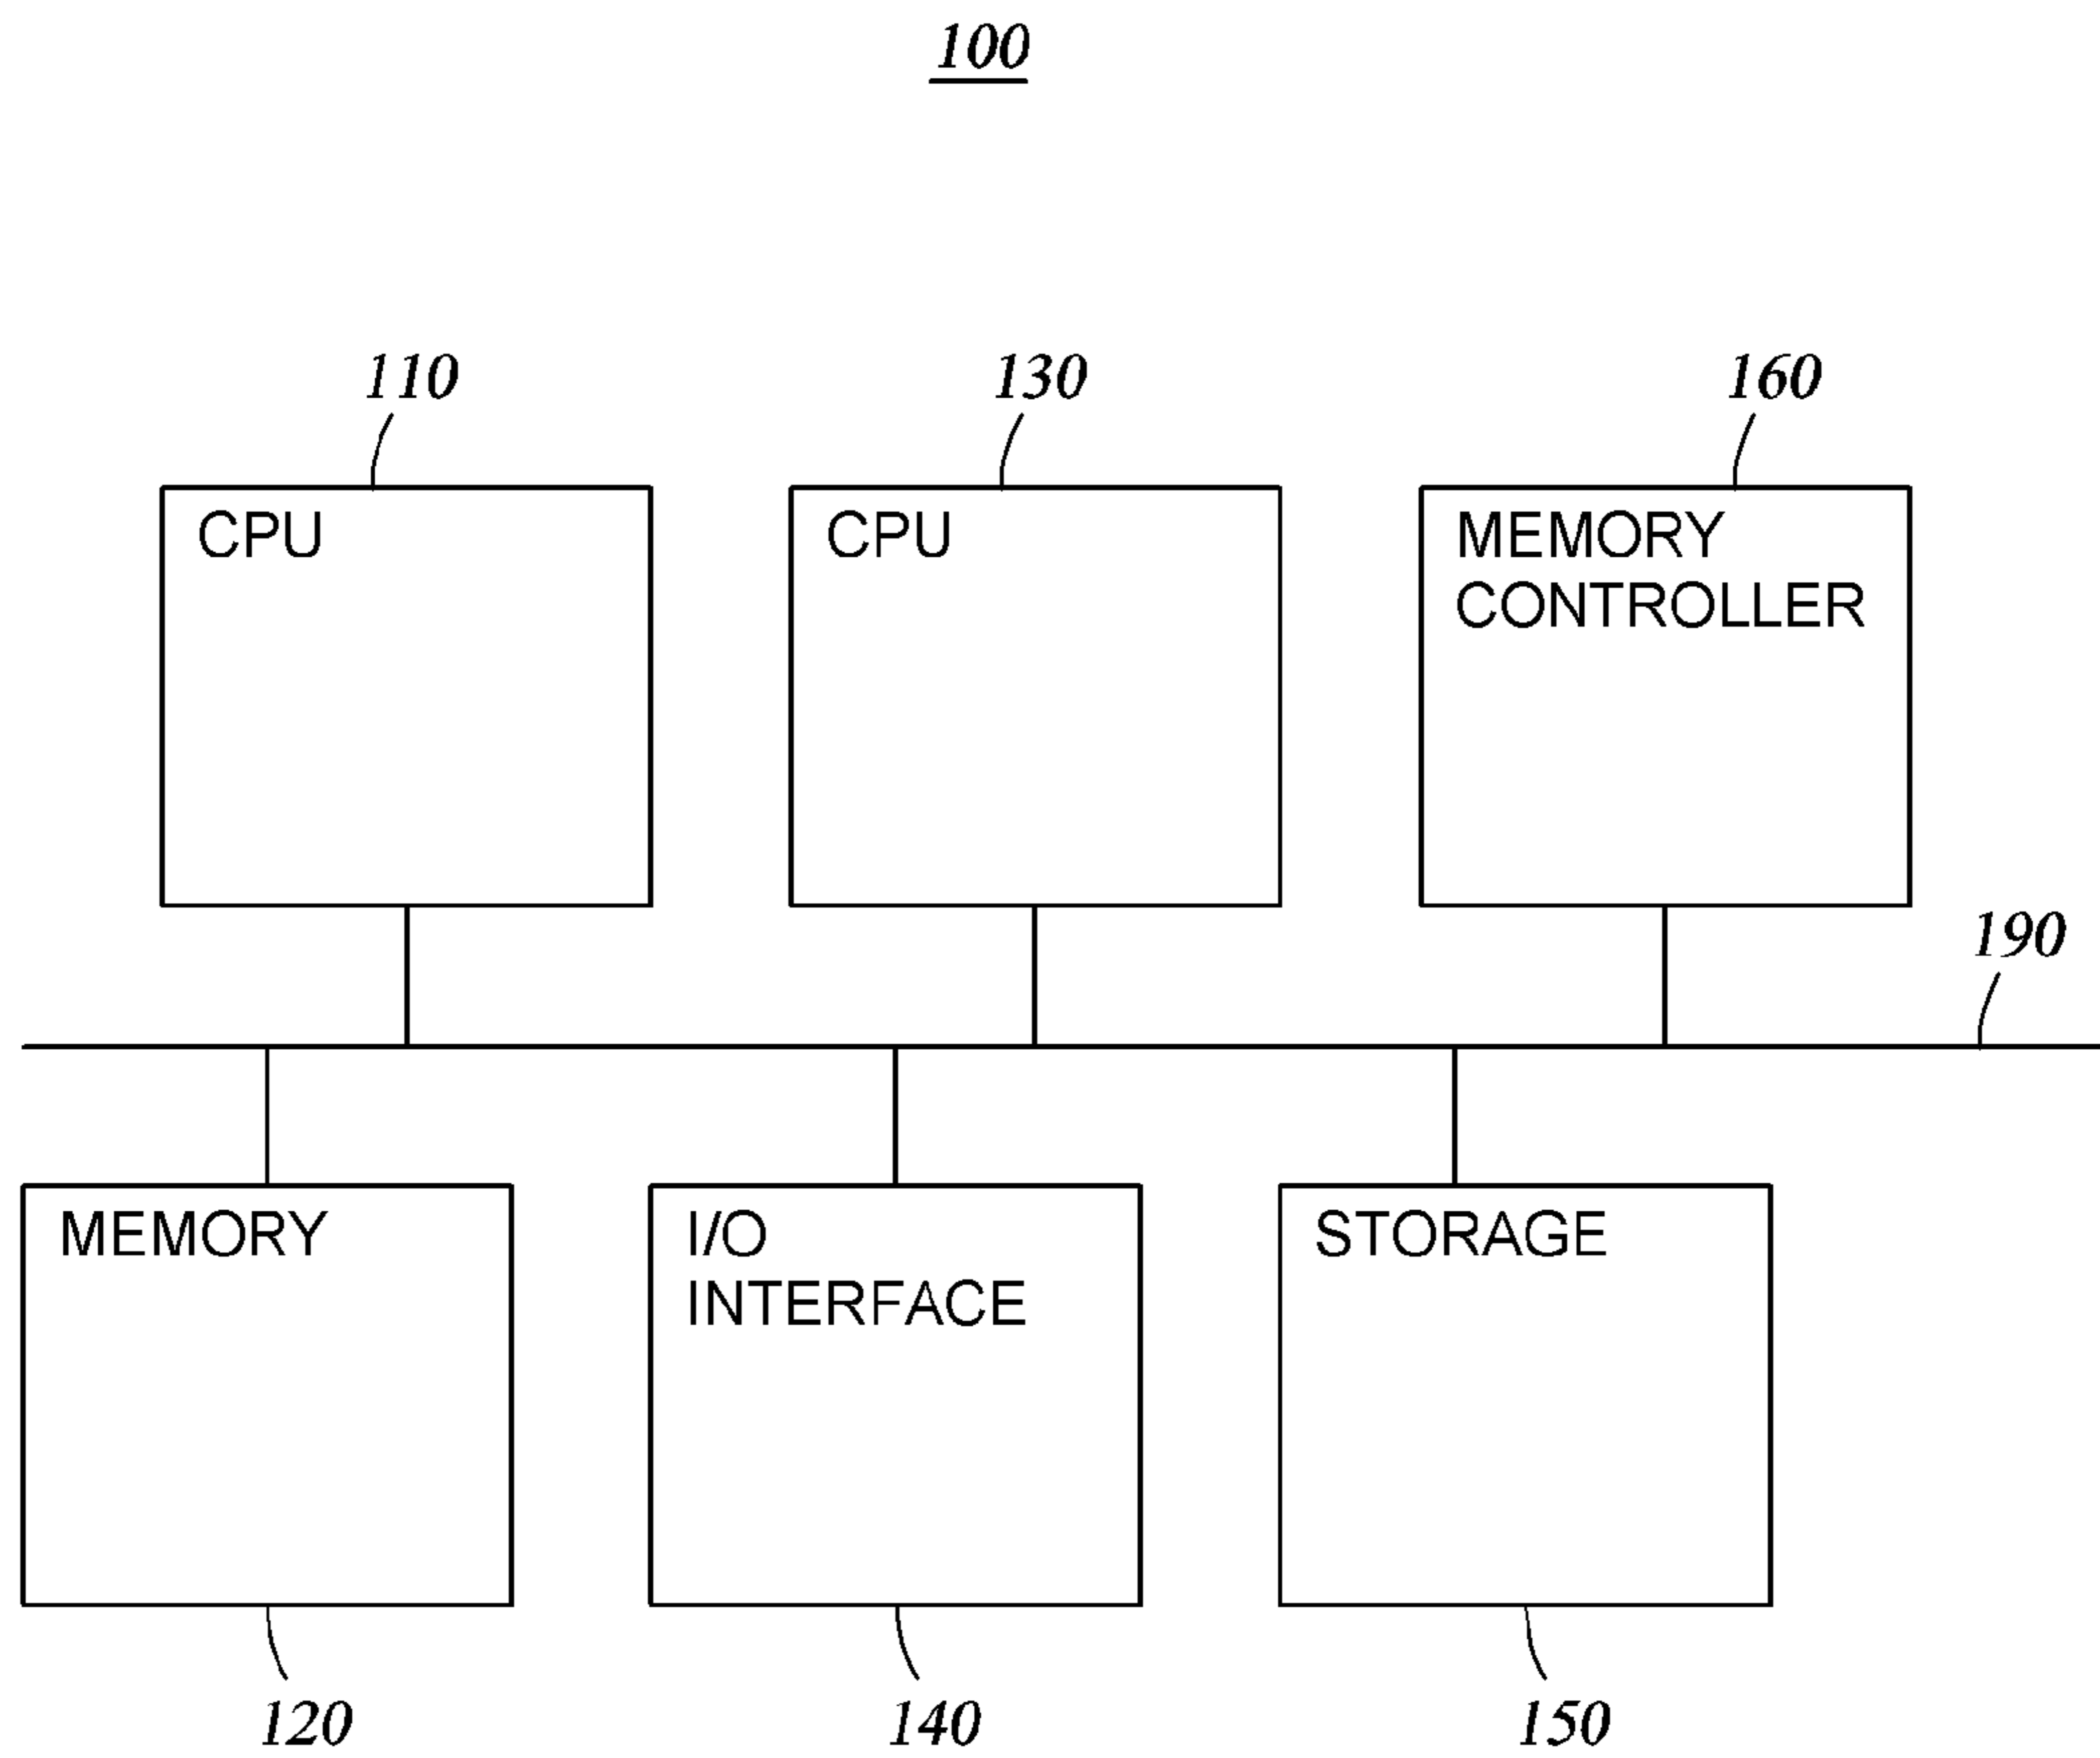 100
110
130
160
CPU
CPU
MEMORY
CONTROLLER
190
MEMORY
I/O
INTERFACE
STORAGE
120
140
150